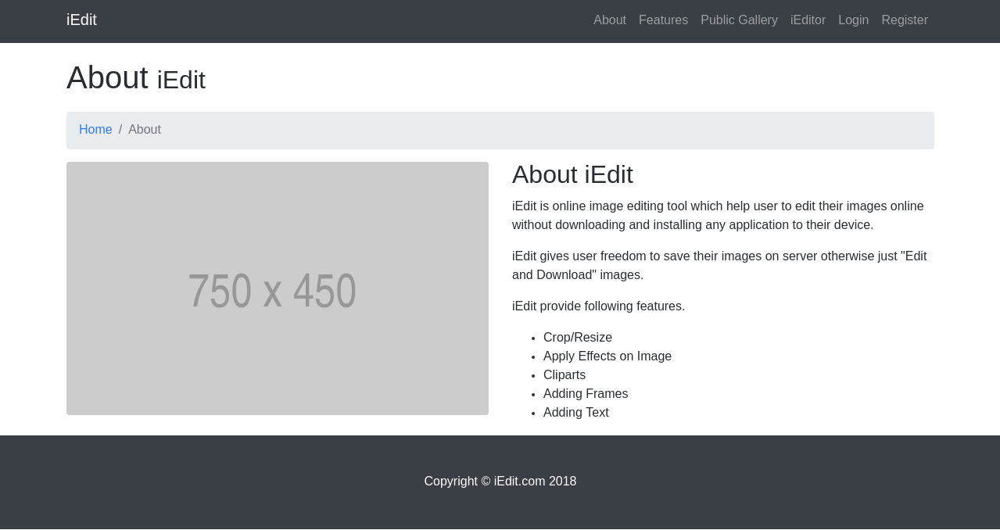 iEdit
About Features Public Gallery iEditor Login Register
About iEdit
Home / About
750 x 450
About iEdit
iEdit is online image editing tool which help user to edit their images online
without downloading and installing any application to their device.
iEdit gives user freedom to save their images on server otherwise just "Edit
and Download" images.
iEdit provide following features.
Crop/Resize
Apply Effects on Image
Cliparts
Adding Frames
Adding Text
Copyright © iEdit.com 2018